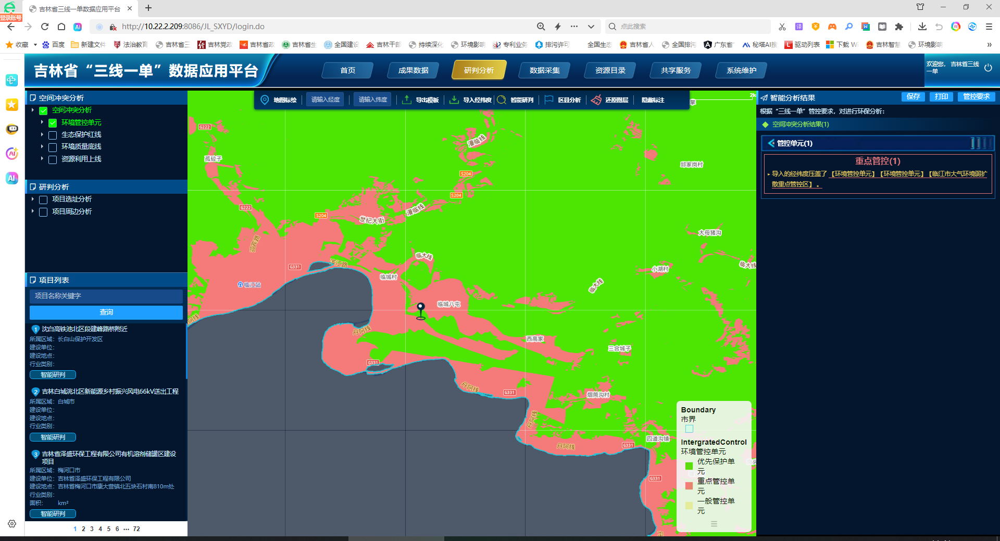 吉林省三线一单数据应用平台
登录账号
http://10.22.2.209:8086/JL_SXYD/login.do
点此搜索
收藏 百度 新建文件 法治教育 吉林省三 吉林党政 吉林省政 吉林省生 全国建设 吉林干部 持续深化 环境影响 专利业务 排污许可 全国生态 吉林省人 全国排污 广东省 秘塔AI搜 驱动列表 下载 Wi 吉林智慧 环境影响
吉林省“三线一单”数据应用平台
首页 成果数据 研判分析 数据采集 资源目录 共享服务 系统维护
欢迎您, 吉林省三线一单
空间冲突分析
空间冲突分析
环境管控单元
生态保护红线
环境质量底线
资源利用上线
研判分析
项目选址分析
项目周边分析
项目列表
项目名称关键字
查询
1 沈白高铁池北区段建峰路桥附近
所属区域: 长白山保护开发区
建设单位:
建设地点:
行业类别:
智能研判
2 吉林白城洮北区新能源乡村振兴风电66kV送出工程
所属区域: 白城市
建设单位:
建设地点:
行业类别:
智能研判
3 吉林省泽盛环保工程有限公司有机溶剂储罐区建设
项目
所属区域: 梅河口市
建设单位: 吉林省泽盛环保工程有限公司
建设地点: 吉林省梅河口市康大营镇北五块石村南810m处
行业类别:
面积: km²
智能研判
1 2 3 4 5 6 ••• 72
地图标绘 请输入经度 请输入纬度 导出模板 导入经纬度 智能研判 区县分析 还原图层 隐藏标注
G222
漫临线
孤砬子
S204
邱家岗村
S204
G222
漫临线
S204
世纪大街
大母猪沟
迎宾路
临大线
滨江路
临大线
G331
小湖村
临城村
临江站
临大线
临城八屯
丹阿线
丹阿线
西高家
三合城子
G331
丹阿线
G331
烟筒沟村
丹阿线
四道沟镇
丹阿线
G331
G331
Boundary
市界
IntergratedControl
环境管控单元
优先保护单
元
重点管控单
元
一般管控单
元
智能分析结果
保存 打印 管控要求
根据“三线一单”管控要求，对进行环保分析:
空间冲突分析结果(1)
管控单元(1)
重点管控(1)
导入的经纬度压盖了 【环境管控单元】【环境管控单元】【临江市大气环境弱扩
散重点管控区】 。